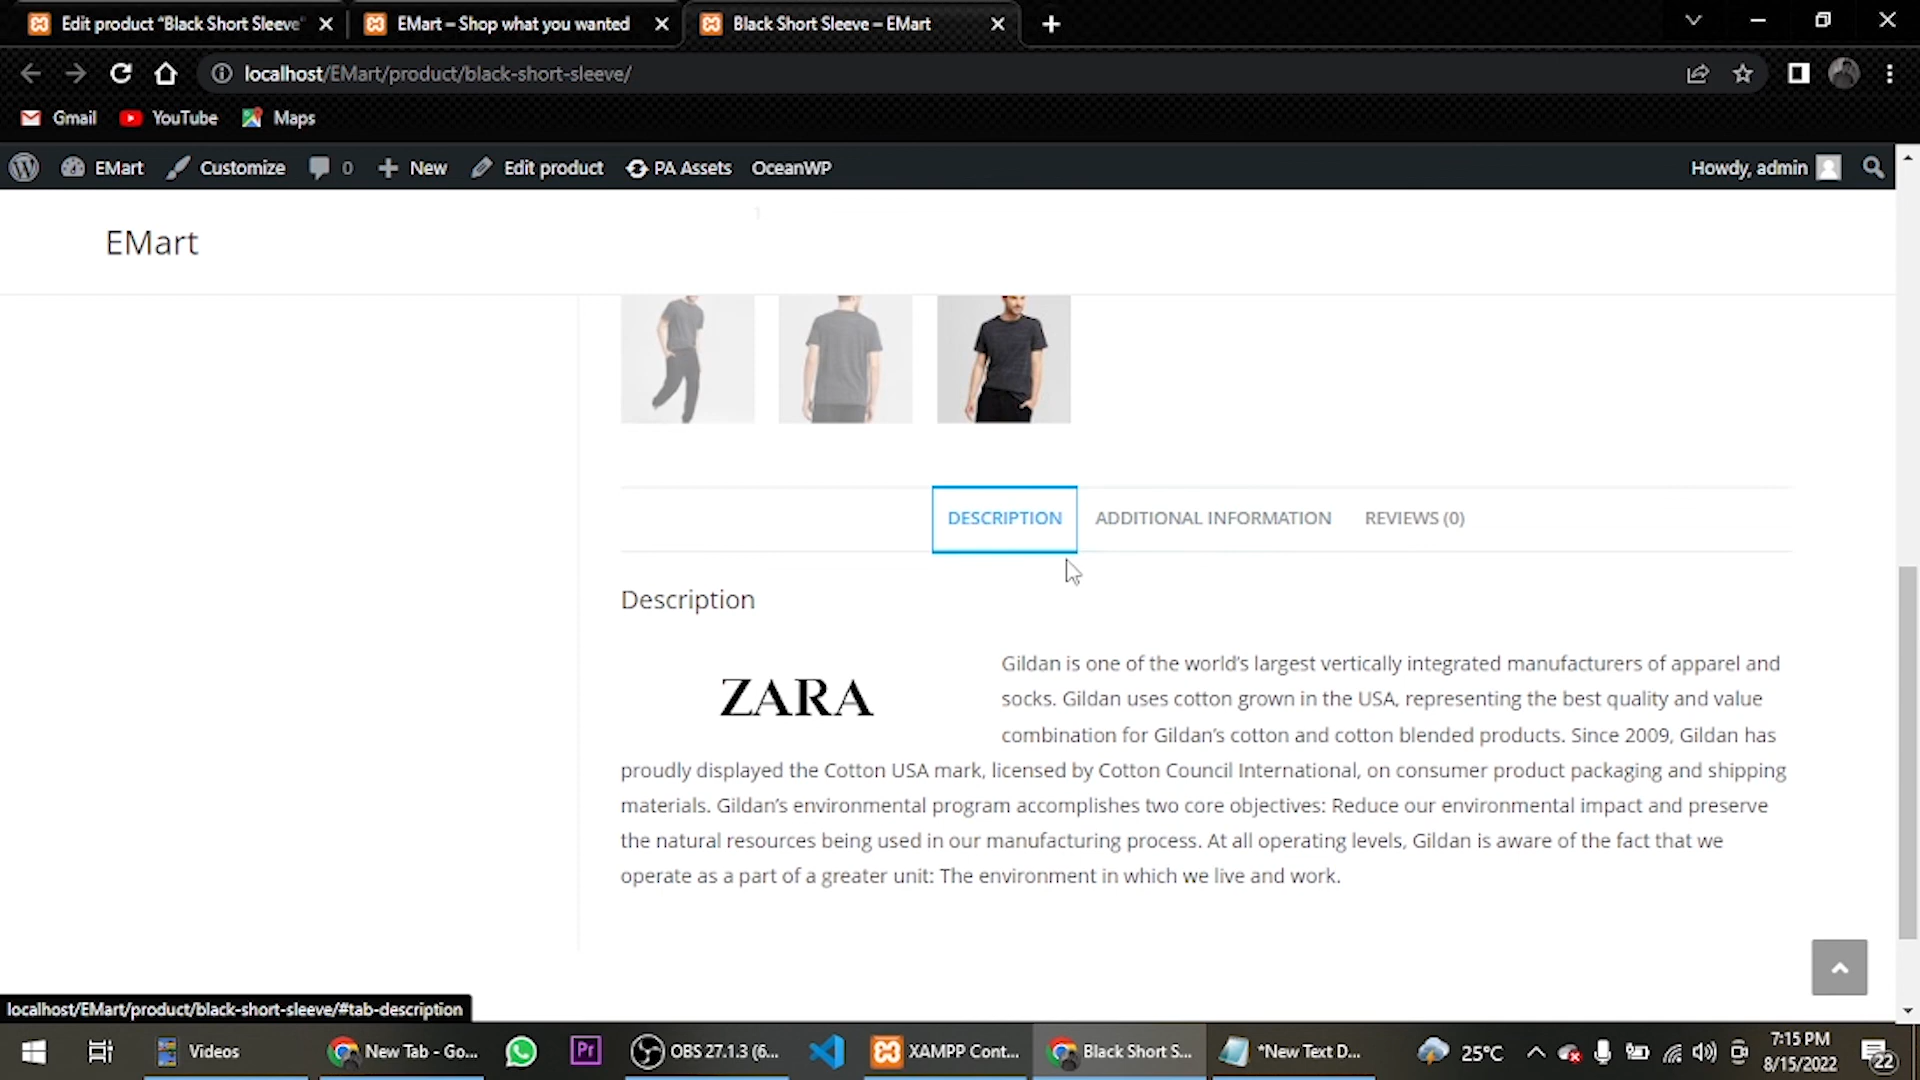 Edit product “Black Short Sleeve"
EMart – Shop what you wanted
Black Short Sleeve – EMart
localhost/EMart/product/black-short-sleeve/
Gmail
YouTube
Maps
EMart
Customize
0
New
Edit product
PA Assets
OceanWP
Howdy, admin
EMart
DESCRIPTION
ADDITIONAL INFORMATION
REVIEWS (0)
Description
ZARA
Gildan is one of the world’s largest vertically integrated manufacturers of apparel and
socks. Gildan uses cotton grown in the USA, representing the best quality and value
combination for Gildan’s cotton and cotton blended products. Since 2009, Gildan has
proudly displayed the Cotton USA mark, licensed by Cotton Council International, on consumer product packaging and shipping
materials. Gildan’s environmental program accomplishes two core objectives: Reduce our environmental impact and preserve
the natural resources being used in our manufacturing process. At all operating levels, Gildan is aware of the fact that we
operate as a part of a greater unit: The environment in which we live and work.
localhost/EMart/product/black-short-sleeve/#tab-description
Videos
New Tab - Go...
Pr
OBS 27.1.3 (6...
XAMPP Cont...
Black Short S...
*New Text D...
25°C
7:15 PM
8/15/2022
22